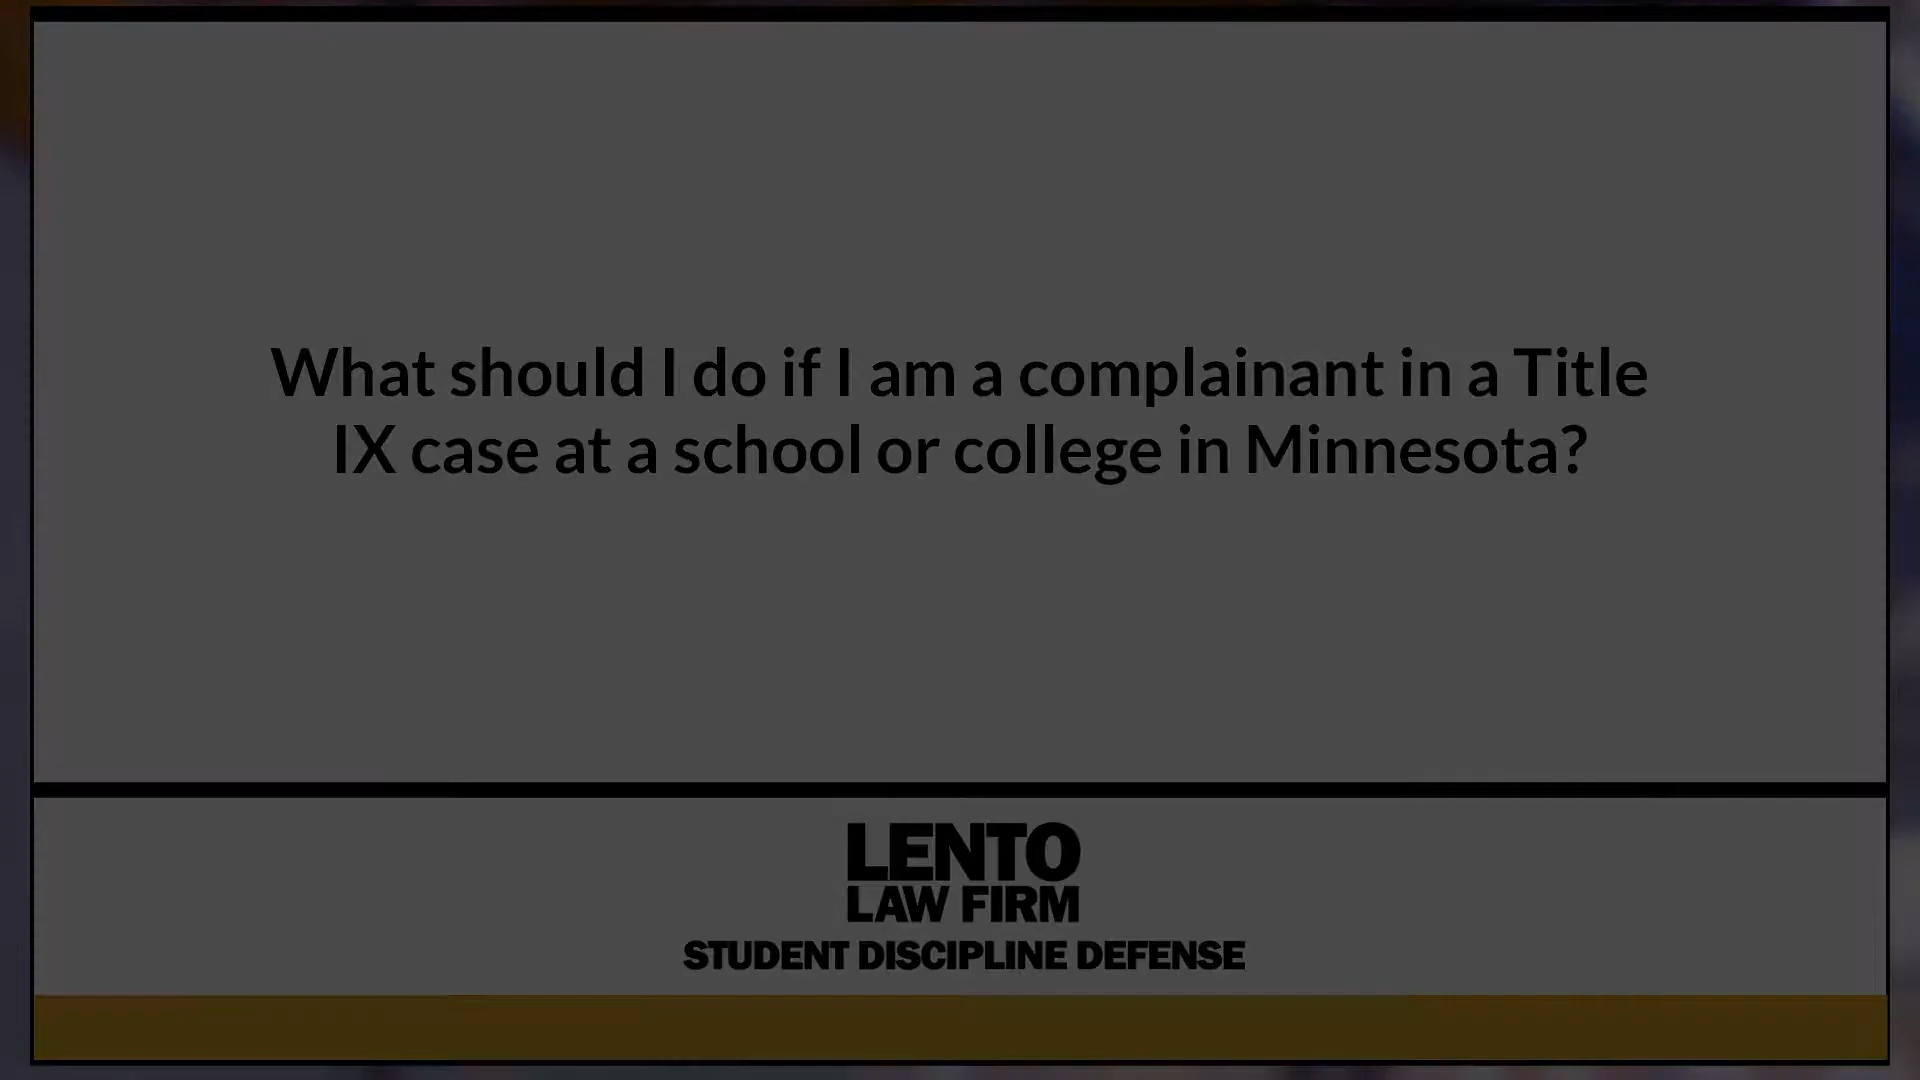 What should I do if I am a complainant in a Title
IX case at a school or college in Minnesota?
LENTO
LAW FIRM
STUDENT DISCIPLINE DEFENSE